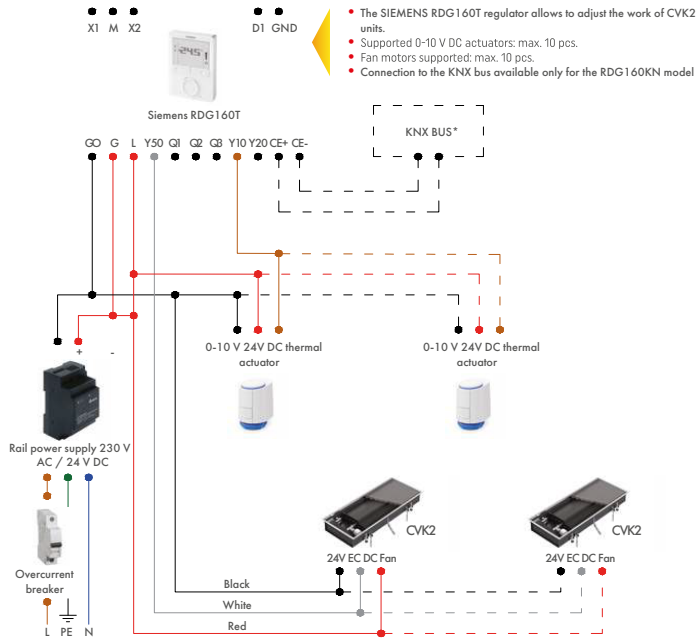 X1 M X2
D1 GND
• The SIEMENS RDG160T regulator allows to adjust the work of CVK2
units.
• Supported 0-10 V DC actuators: max. 10 pcs.
• Fan motors supported: max. 10 pcs.
• Connection to the KNX bus available only for the RDG160KN model
Siemens RDG160T
KNX BUS*
GO G L Y50 Q1 Q2 Q3 Y10 Y20 CE+ CE-
+ -
0-10 V 24V DC thermal
actuator
0-10 V 24V DC thermal
actuator
Rail power supply 230 V
AC / 24 V DC
CVK2
CVK2
24V EC DC Fan
24V EC DC Fan
Overcurrent
breaker
Black
White
Red
L PE N